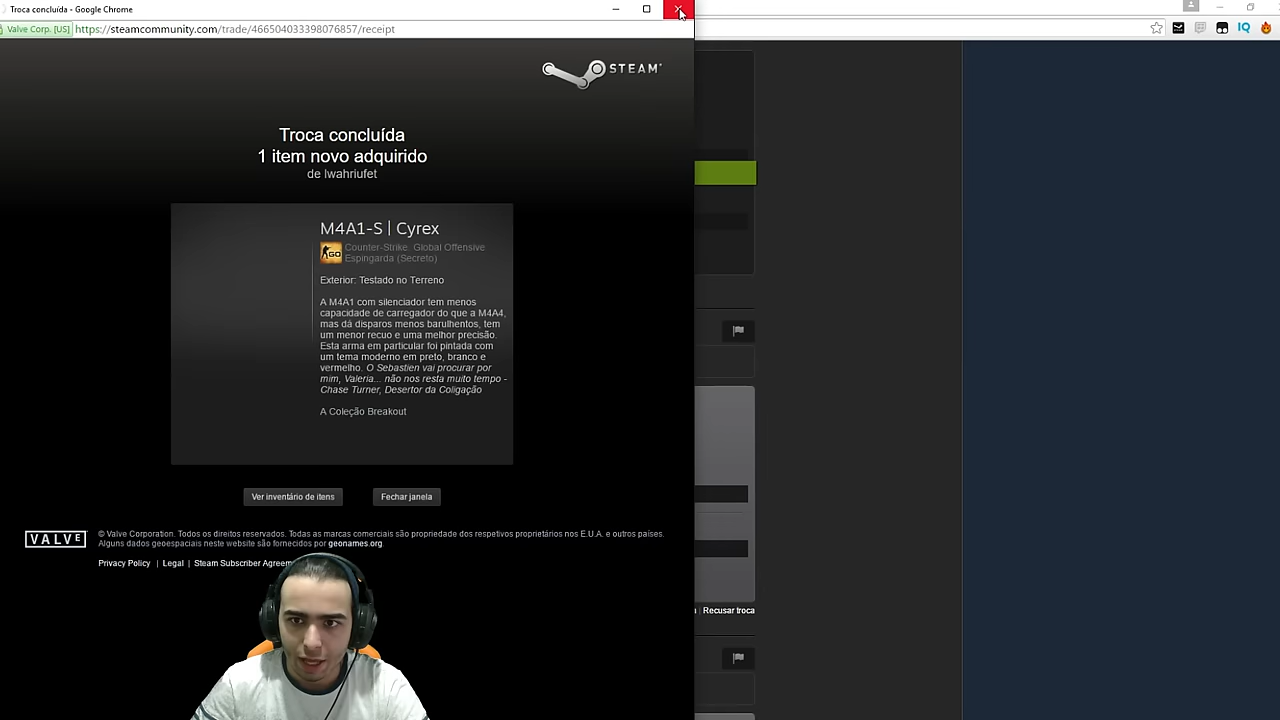 Troca concluída - Google Chrome
Valve Corp. [US] https://steamcommunity.com/trade/466504033398076857/receipt
IQ
STEAM
Troca concluída
1 item novo adquirido
de lwahriufet
M4A1-S | Cyrex
GO
Counter-Strike: Global Offensive
Espingarda (Secreto)
Exterior: Testado no Terreno
A M4A1 com silenciador tem menos
capacidade de carregador do que a M4A4,
mas dá disparos menos barulhentos, tem
um menor recuo e uma melhor precisão.
Esta arma em particular foi pintada com
um tema moderno em preto, branco e
vermelho. O Sebastien vai procurar por
mim, Valeria... não nos resta muito tempo -
Chase Turner, Desertor da Coligação
A Coleção Breakout
Ver inventário de itens
Fechar janela
VALVE
© Valve Corporation. Todos os direitos reservados. Todas as marcas comerciais são propriedade dos respetivos proprietários nos E.U.A. e outros países.
Alguns dados geoespaciais neste website são fornecidos por geonames.org.
Privacy Policy | Legal | Steam Subscriber Agreem
| Recusar troca